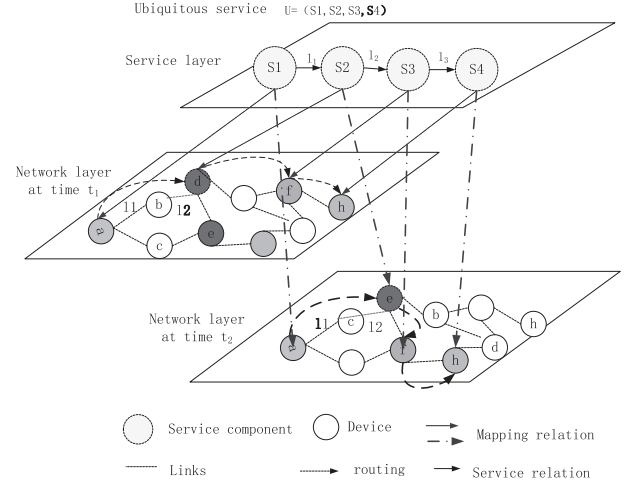 Ubiquitous service U= (S1,S2,S3,S4)
Service layer
S1 l1 S2 l2 S3 l3 S4
Network layer
at time t1
d
f
b
h
l1
l2
a
e
c
Network layer
at time t2
e
b
c
h
l1
l2
a
f
d
h
Service component
Device
Mapping relation
Links
routing
Service relation